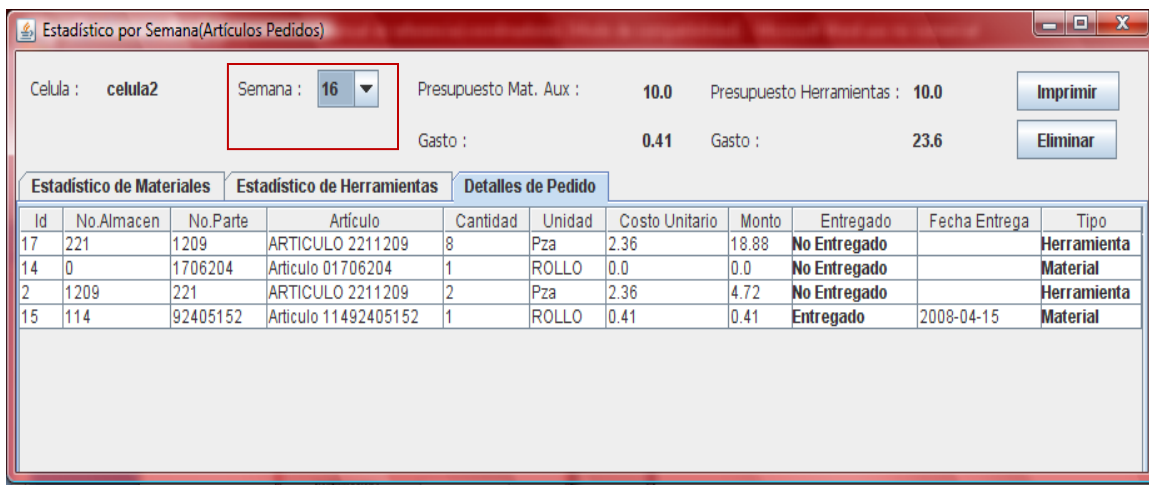 Estadístico por Semana(Artículos Pedidos)
Celula : celula2 Semana : 16 Presupuesto Mat. Aux : 10.0 Presupuesto Herramientas : 10.0 Imprimir
Gasto : 0.41 Gasto : 23.6 Eliminar
Estadístico de Materiales Estadístico de Herramientas Detalles de Pedido
Id No.Almacen No.Parte Artículo Cantidad Unidad Costo Unitario Monto Entregado Fecha Entrega Tipo
17 221 1209 ARTICULO 2211209 8 Pza 2.36 18.88 No Entregado Herramienta
14 0 1706204 Articulo 01706204 1 ROLLO 0.0 0.0 No Entregado Material
2 1209 221 ARTICULO 2211209 2 Pza 2.36 4.72 No Entregado Herramienta
15 114 92405152 Articulo 11492405152 1 ROLLO 0.41 0.41 Entregado 2008-04-15 Material